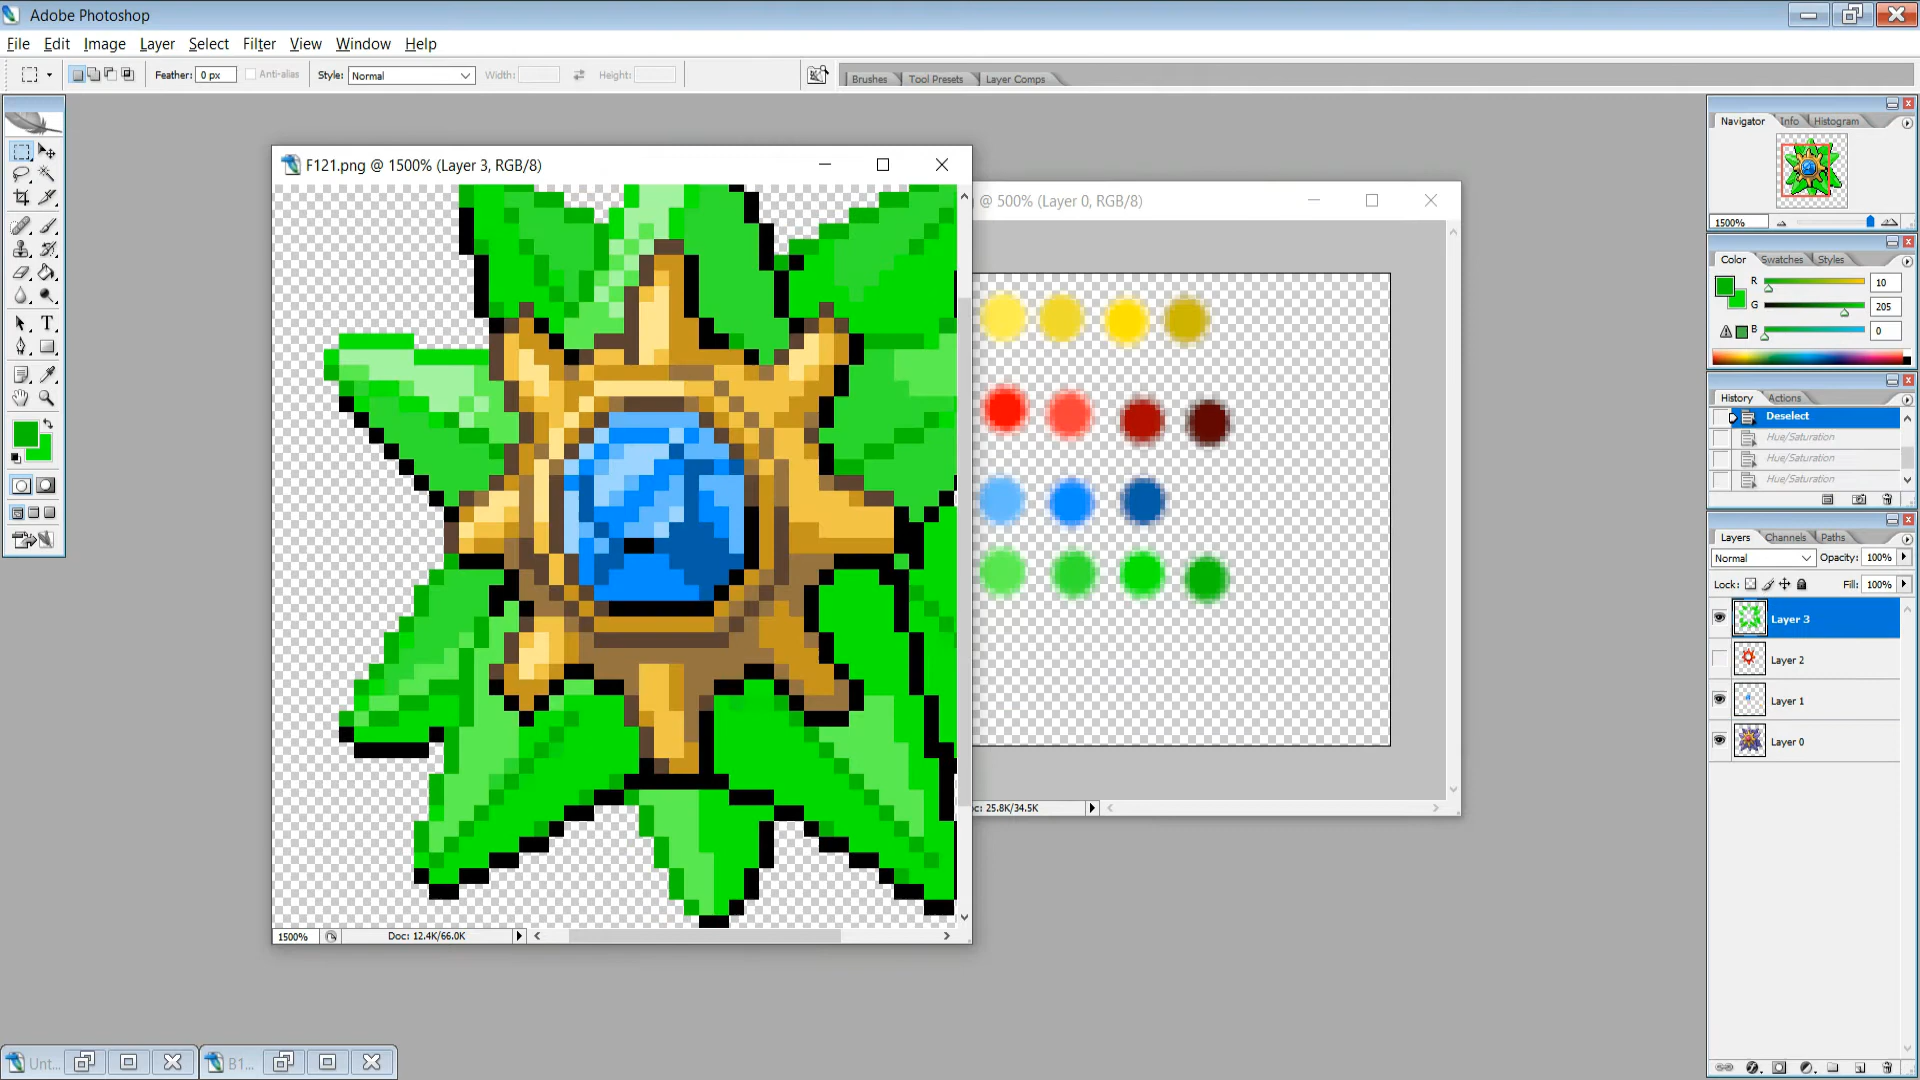 Adobe Photoshop
File Edit Image Layer Select Filter View Window Help
Feather: 0 px Anti-alias Style: Normal Width: Height: Brushes Tool Presets Layer Comps
F121.png @ 1500% (Layer 3, RGB/8)
@ 500% (Layer 0, RGB/8)
Navigator Info Histogram
1500%
Color Swatches Styles
R 10
G 205
B 0
History Actions
Deselect
Hue/Saturation
Hue/Saturation
Hue/Saturation
Layers Channels Paths
Normal Opacity: 100%
Lock: Fill: 100%
Layer 3
Layer 2
Layer 1
Layer 0
T
25.8K/34.5K
1500% Doc: 12.4K/66.0K
Unt... B1...